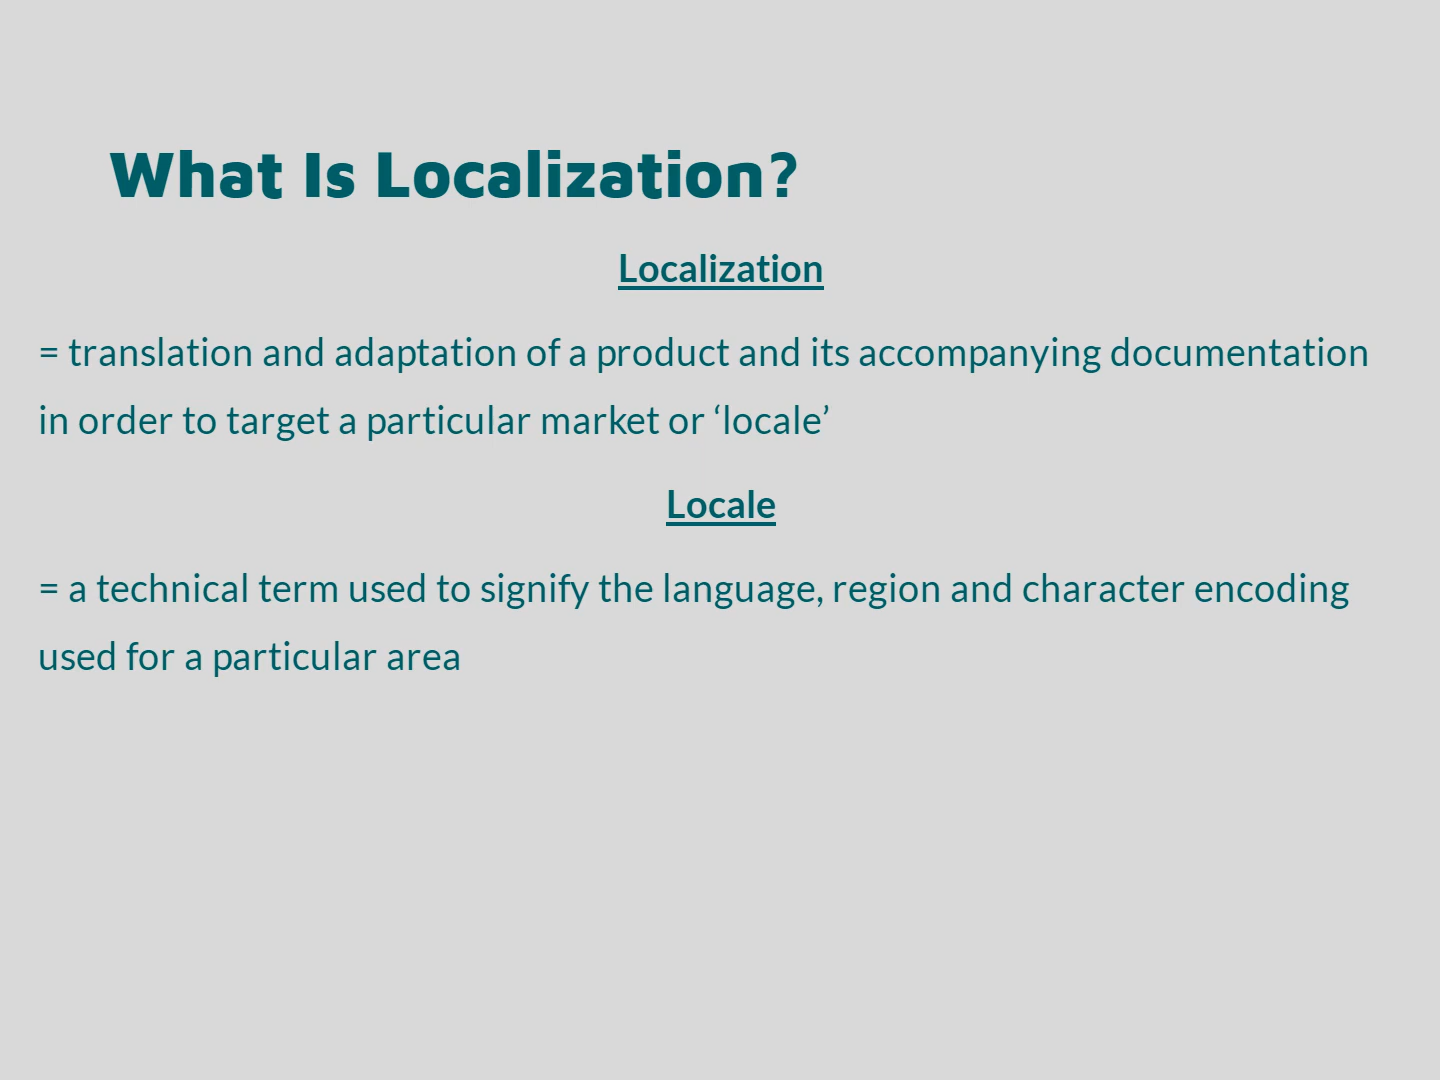 What Is Localization?
Localization
= translation and adaptation of a product and its accompanying documentation
in order to target a particular market or ‘locale’
Locale
= a technical term used to signify the language, region and character encoding
used for a particular area